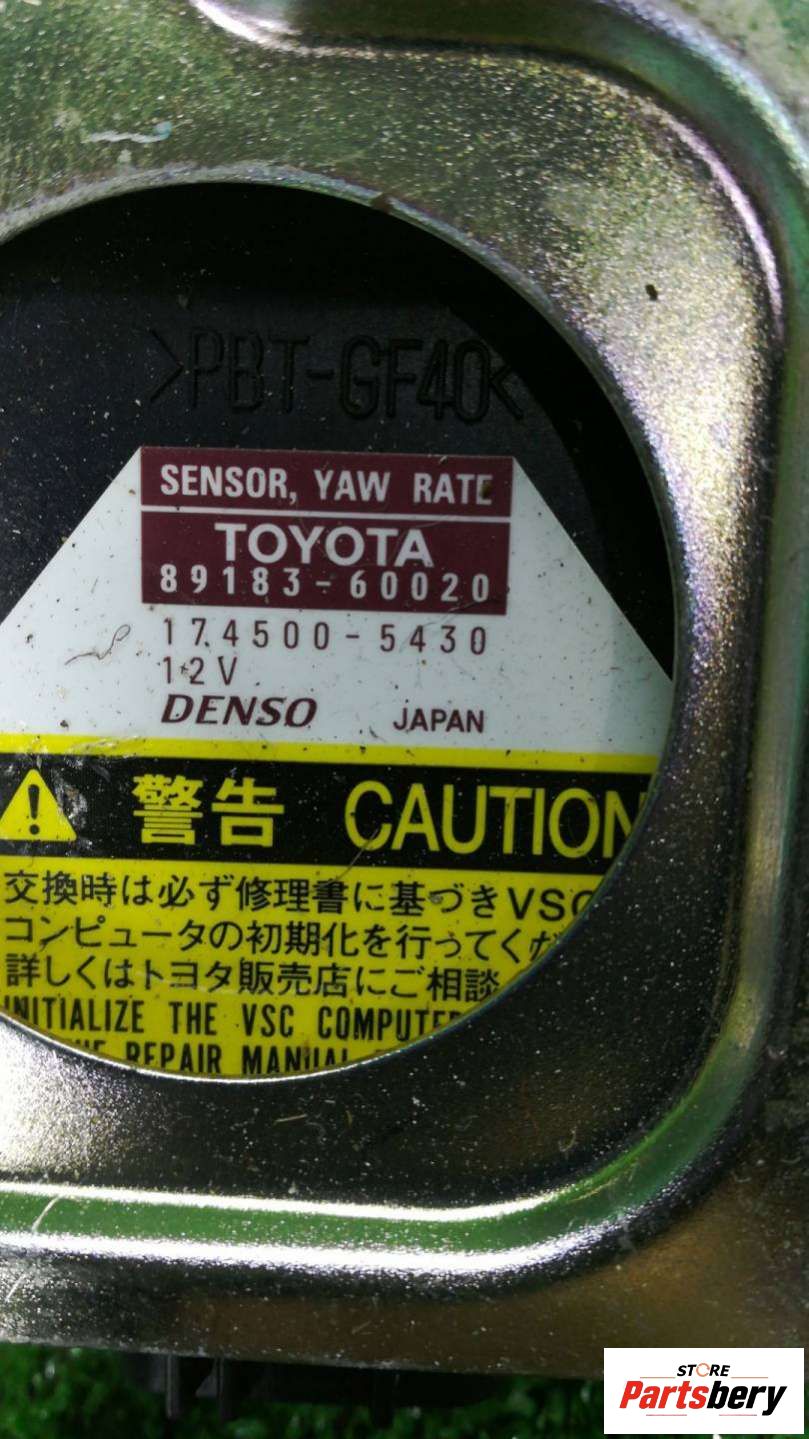 >PBT-GF40<
SENSOR, YAW RATE
TOYOTA
89183-60020
174500-5430
12V
DENSO JAPAN
警告 CAUTION
交換時は必ず修理書に基づきVSC
コンピュータの初期化を行ってくだ
詳しくはトヨタ販売店にご相談
INITIALIZE THE VSC COMPUTER
REPAIR MANUAL
STORE
Partsbery